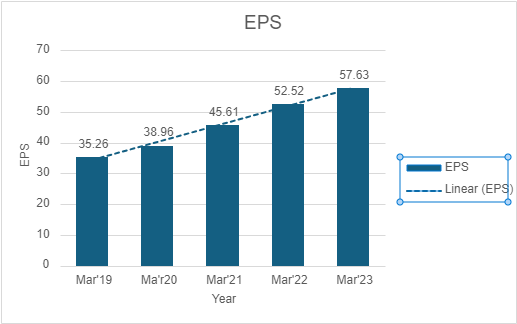 EPS
70
60
50
40
30
20
10
0
EPS
35.26
38.96
45.61
52.52
57.63
Mar'19
Ma'r20
Mar'21
Mar'22
Mar'23
Year
EPS
Linear (EPS)